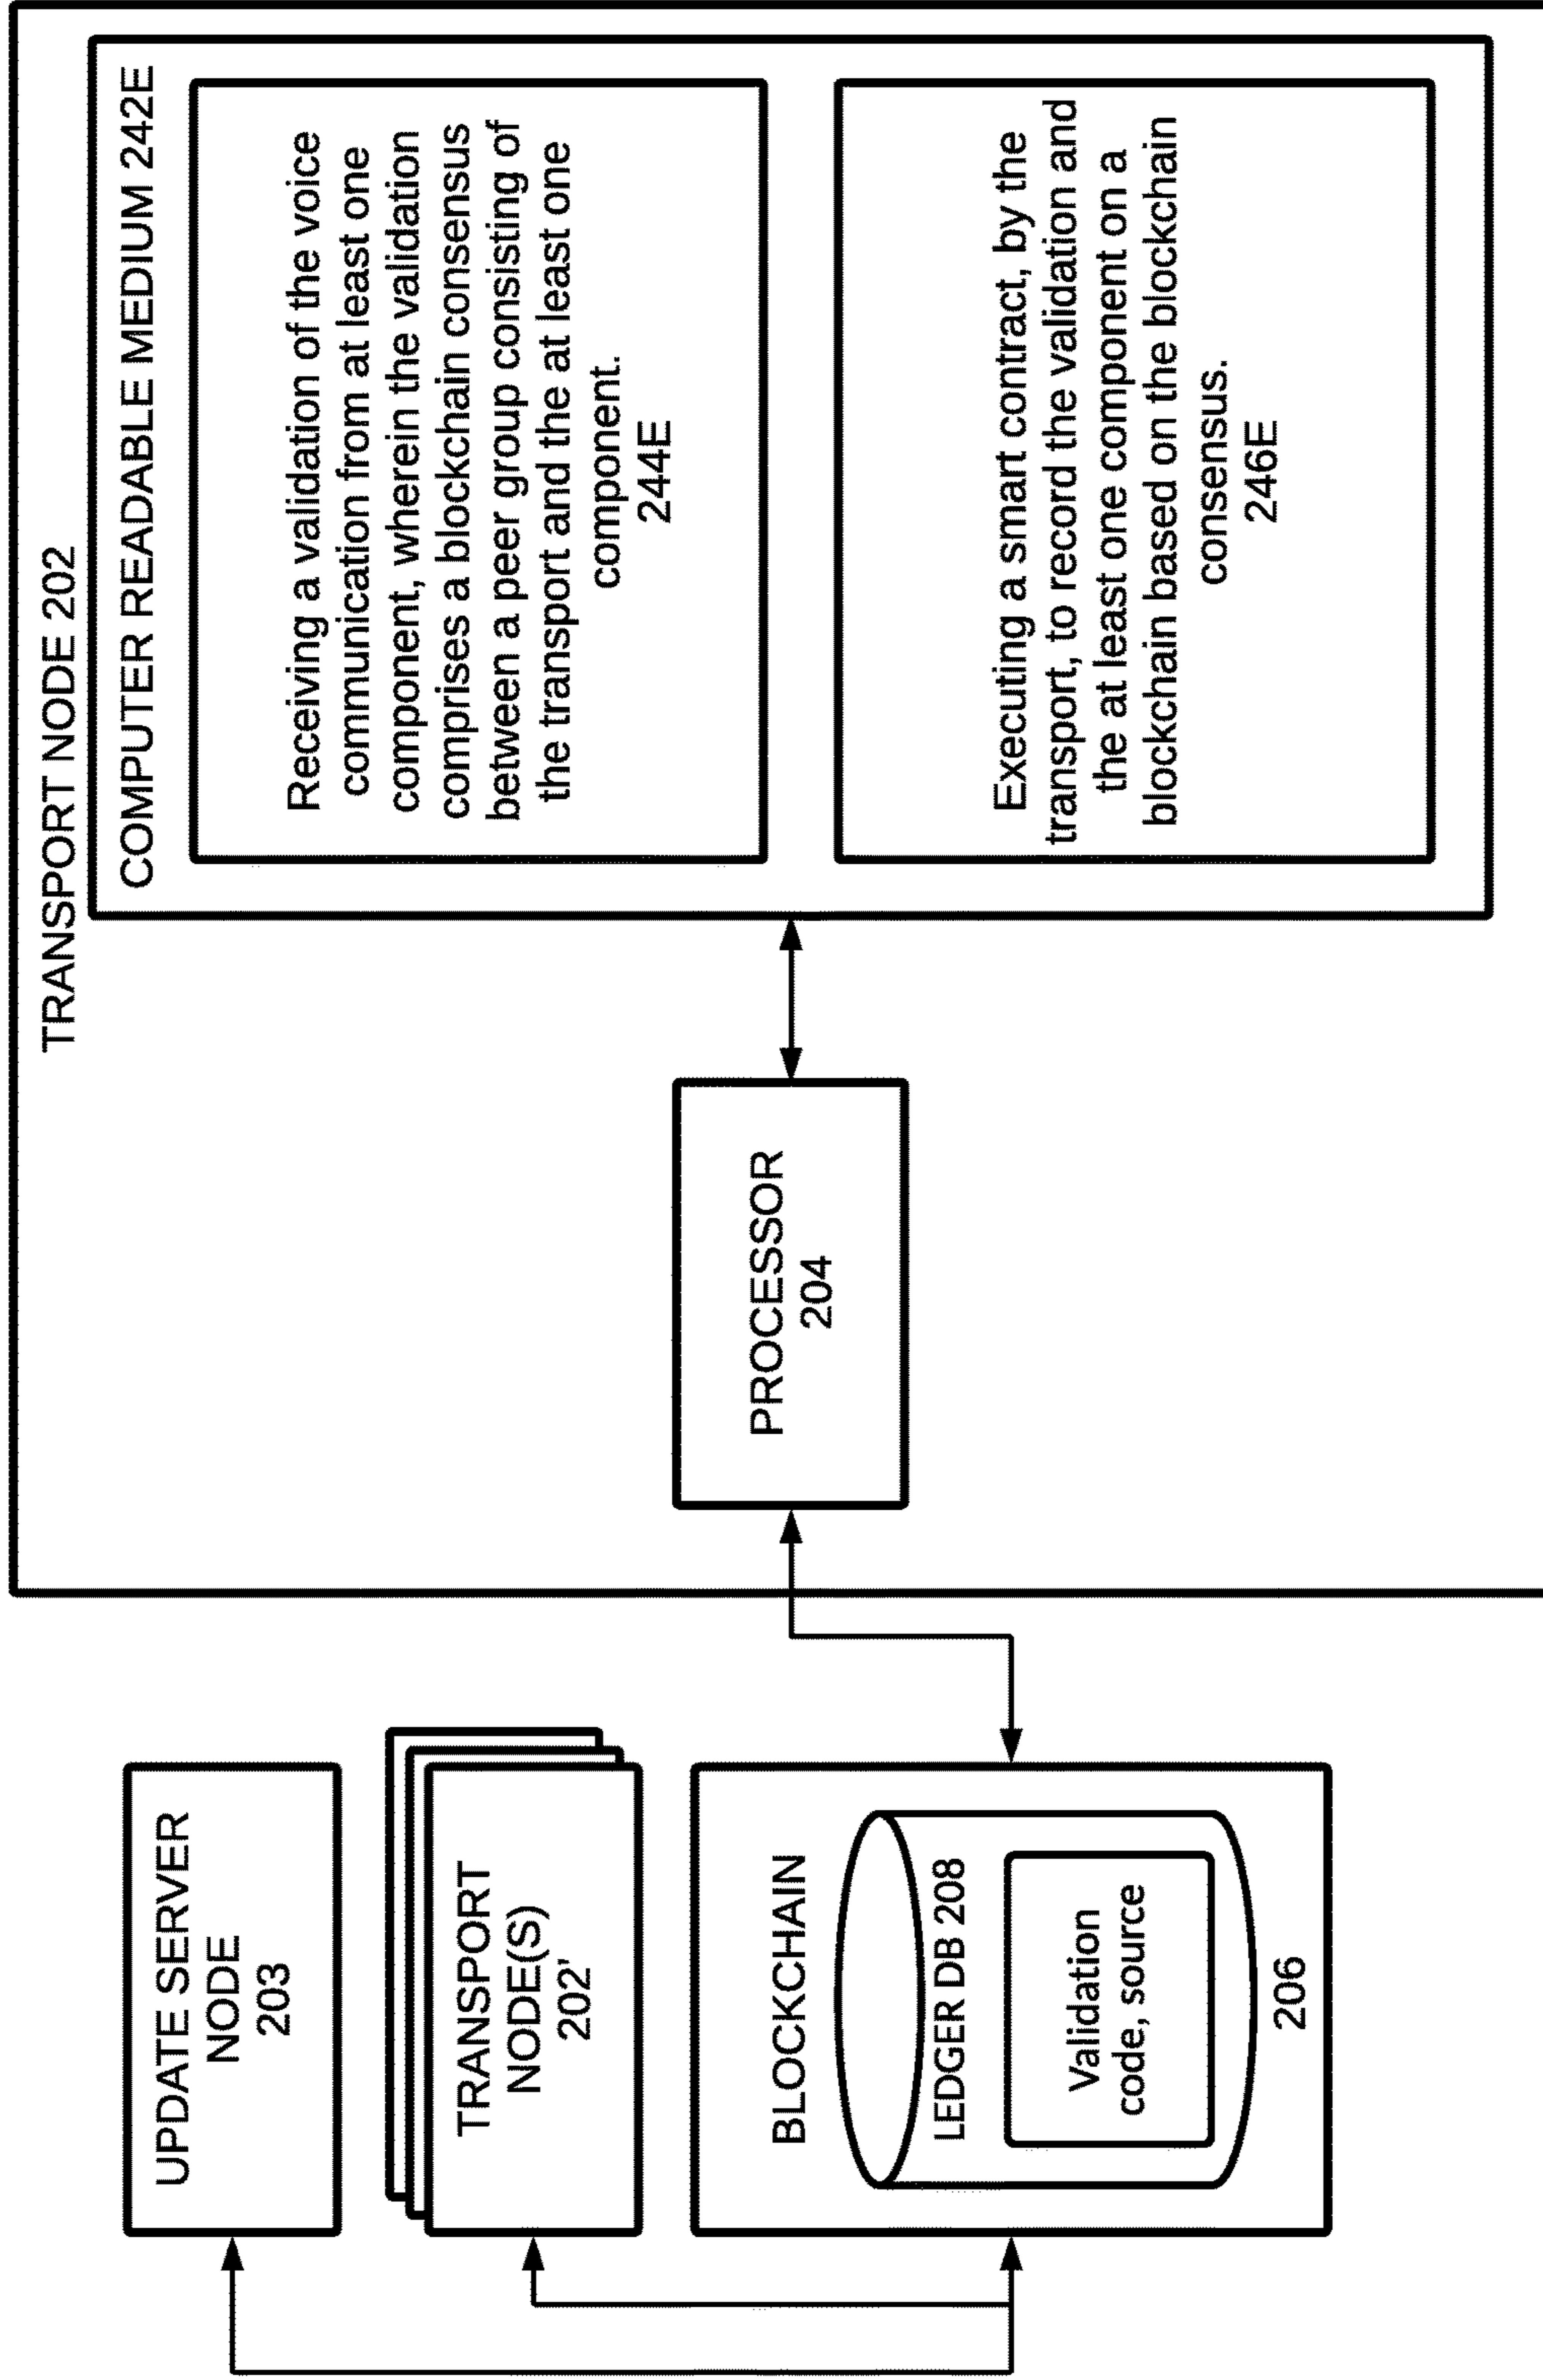 TRANSPORT NODE 202
COMPUTER READABLE MEDIUM 242E
Receiving a validation of the voice
communication from at least one
component, wherein the validation
comprises a blockchain consensus
between a peer group consisting of
the transport and the at least one
component.
244E
Executing a smart contract, by the
transport, to record the validation and
the at least one component on a
blockchain based on the blockchain
consensus.
246E
PROCESSOR
204
UPDATE SERVER
NODE
203
TRANSPORT
NODE(S)
202'
BLOCKCHAIN
LEDGER DB 208
Validation
code, source
206